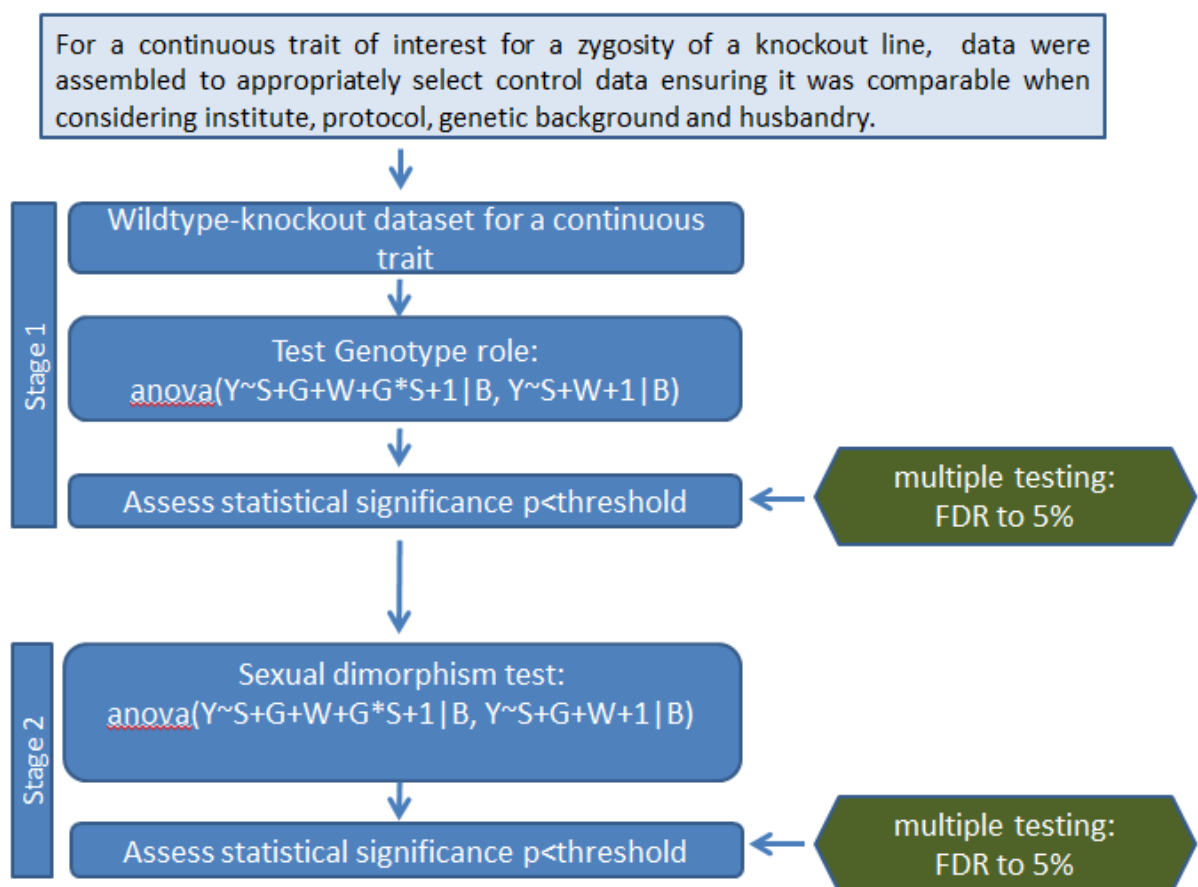 For a continuous trait of interest for a zygosity of a knockout line, data were
assembled to appropriately select control data ensuring it was comparable when
considering institute, protocol, genetic background and husbandry.
Stage 1
Wildtype-knockout dataset for a continuous
trait
Test Genotype role:
anova(Y~S+G+W+G*S+1|B, Y~S+W+1|B)
Assess statistical significance p<threshold
multiple testing:
FDR to 5%
Stage 2
Sexual dimorphism test:
anova(Y~S+G+W+G*S+1|B, Y~S+G+W+1|B)
Assess statistical significance p<threshold
multiple testing:
FDR to 5%